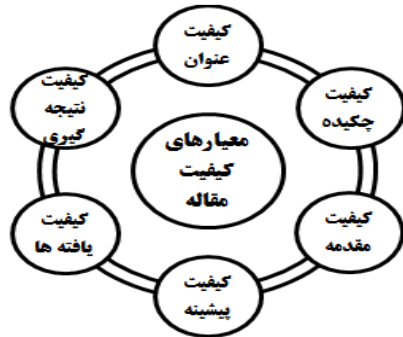 کیفیت
عنوان
کیفیت
چکیده
کیفیت
مقدمه
کیفیت
پیشینه
کیفیت
یافته ها
کیفیت
نتیجه
گیری
معیارهای
کیفیت
مقاله